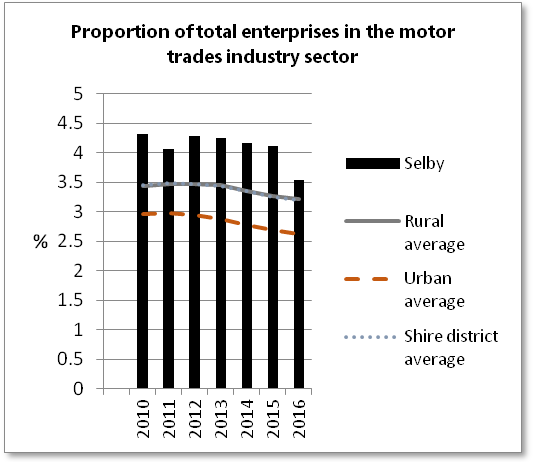 Proportion of total enterprises in the motor
trades industry sector
5
4.5
4
3.5
3
2.5
2
1.5
1
0.5
0
%
2010
2011
2012
2013
2014
2015
2016
Selby
Rural
average
Urban
average
Shire district
average